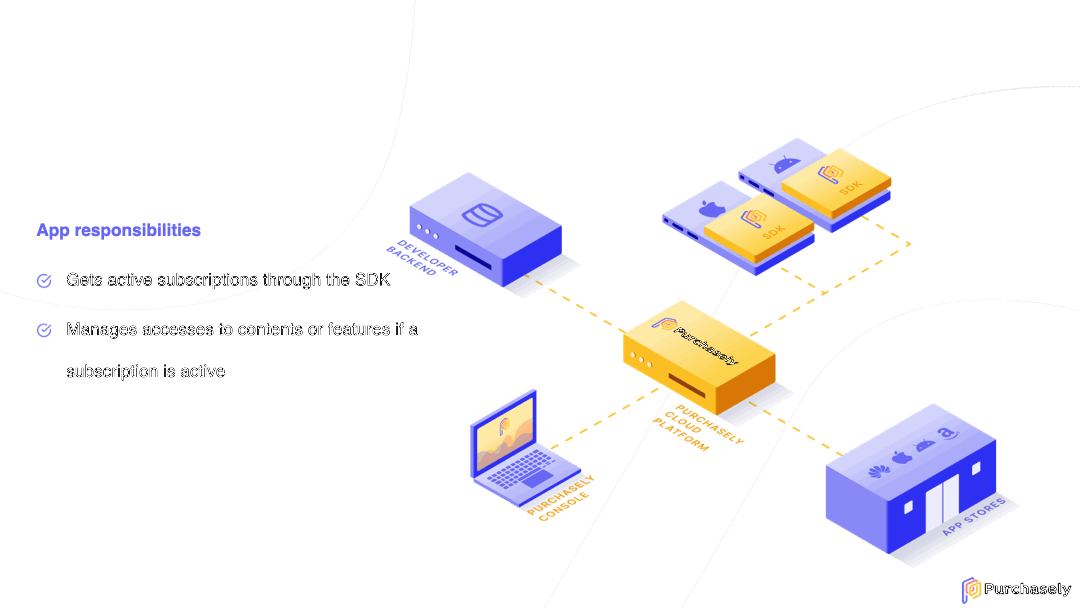 App responsibilities
Gets active subscriptions through the SDK
Manages accesses to contents or features if a
subscription is active
DEVELOPER
BACKEND
SDK
SDK
Purchasely
PURCHASELY
CLOUD
PLATFORM
PURCHASELY
CONSOLE
APP STORES
Purchasely